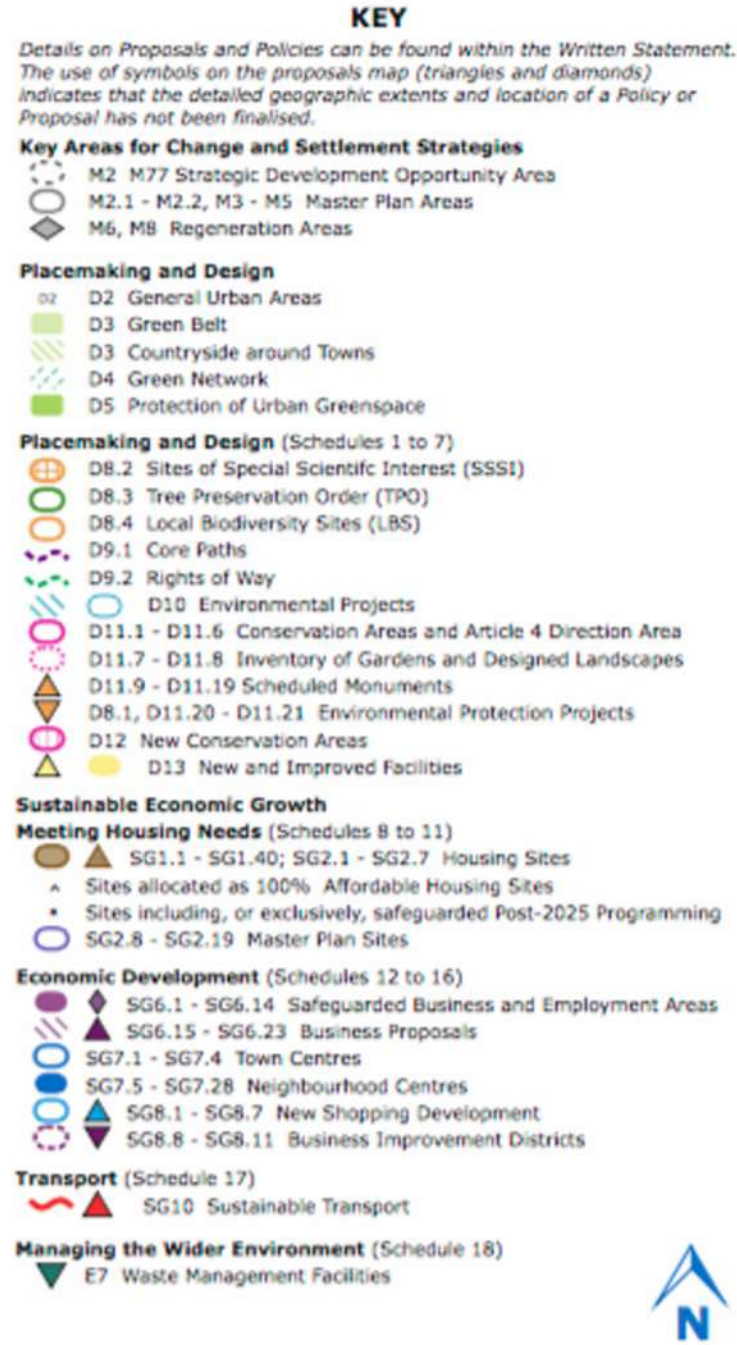 KEY
Details on Proposals and Policies can be found within the Written Statement.
The use of symbols on the proposals map (triangles and diamonds)
indicates that the detailed geographic extents and location of a Policy or
Proposal has not been finalised.
Key Areas for Change and Settlement Strategies
M2 M77 Strategic Development Opportunity Area
M2.1 - M2.2, M3 - M5 Master Plan Areas
M6, M8 Regeneration Areas
Placemaking and Design
D2 D2 General Urban Areas
D3 Green Belt
D3 Countryside around Towns
D4 Green Network
D5 Protection of Urban Greenspace
Placemaking and Design (Schedules 1 to 7)
D8.2 Sites of Special Scientifc Interest (SSSI)
D8.3 Tree Preservation Order (TPO)
D8.4 Local Biodiversity Sites (LBS)
D9.1 Core Paths
D9.2 Rights of Way
D10 Environmental Projects
D11.1 - D11.6 Conservation Areas and Article 4 Direction Area
D11.7 - D11.8 Inventory of Gardens and Designed Landscapes
D11.9 - D11.19 Scheduled Monuments
D8.1, D11.20 - D11.21 Environmental Protection Projects
D12 New Conservation Areas
D13 New and Improved Facilities
Sustainable Economic Growth
Meeting Housing Needs (Schedules 8 to 11)
SG1.1 - SG1.40; SG2.1 - SG2.7 Housing Sites
Sites allocated as 100% Affordable Housing Sites
Sites including, or exclusively, safeguarded Post-2025 Programming
SG2.8 - SG2.19 Master Plan Sites
Economic Development (Schedules 12 to 16)
SG6.1 - SG6.14 Safeguarded Business and Employment Areas
SG6.15 - SG6.23 Business Proposals
SG7.1 - SG7.4 Town Centres
SG7.5 - SG7.28 Neighbourhood Centres
SG8.1 - SG8.7 New Shopping Development
SG8.8 - SG8.11 Business Improvement Districts
Transport (Schedule 17)
SG10 Sustainable Transport
Managing the Wider Environment (Schedule 18)
E7 Waste Management Facilities
N